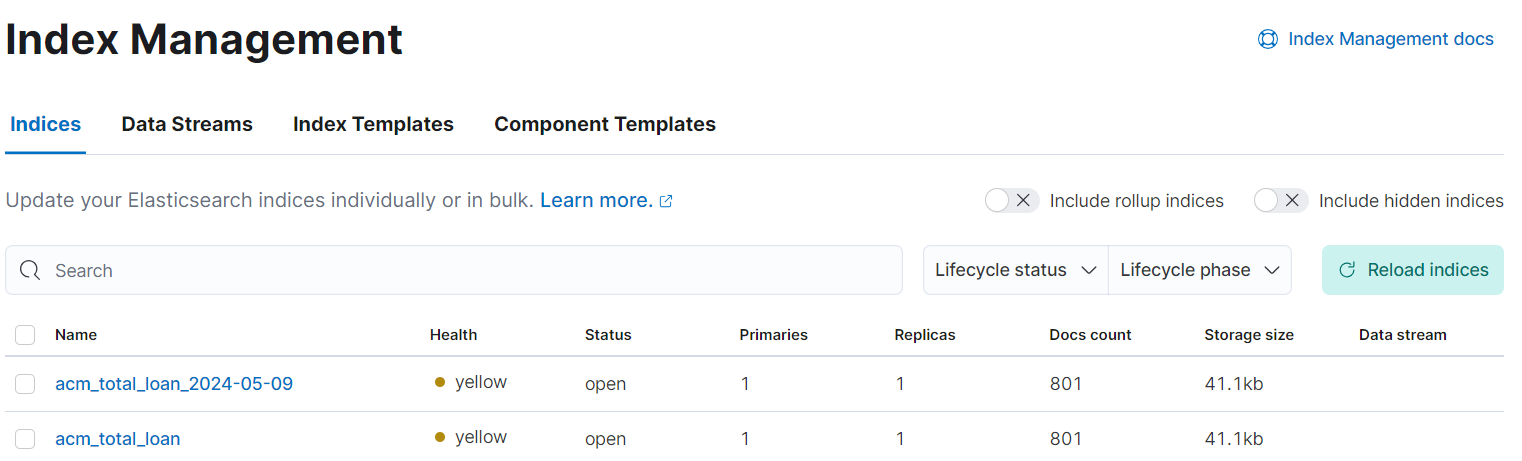 Index Management
Index Management docs
Indices Data Streams Index Templates Component Templates
Update your Elasticsearch indices individually or in bulk. Learn more.
Include rollup indices Include hidden indices
Search
Lifecycle status Lifecycle phase Reload indices
Name Health Status Primaries Replicas Docs count Storage size Data stream
acm_total_loan_2024-05-09 yellow open 1 1 801 41.1kb
acm_total_loan yellow open 1 1 801 41.1kb